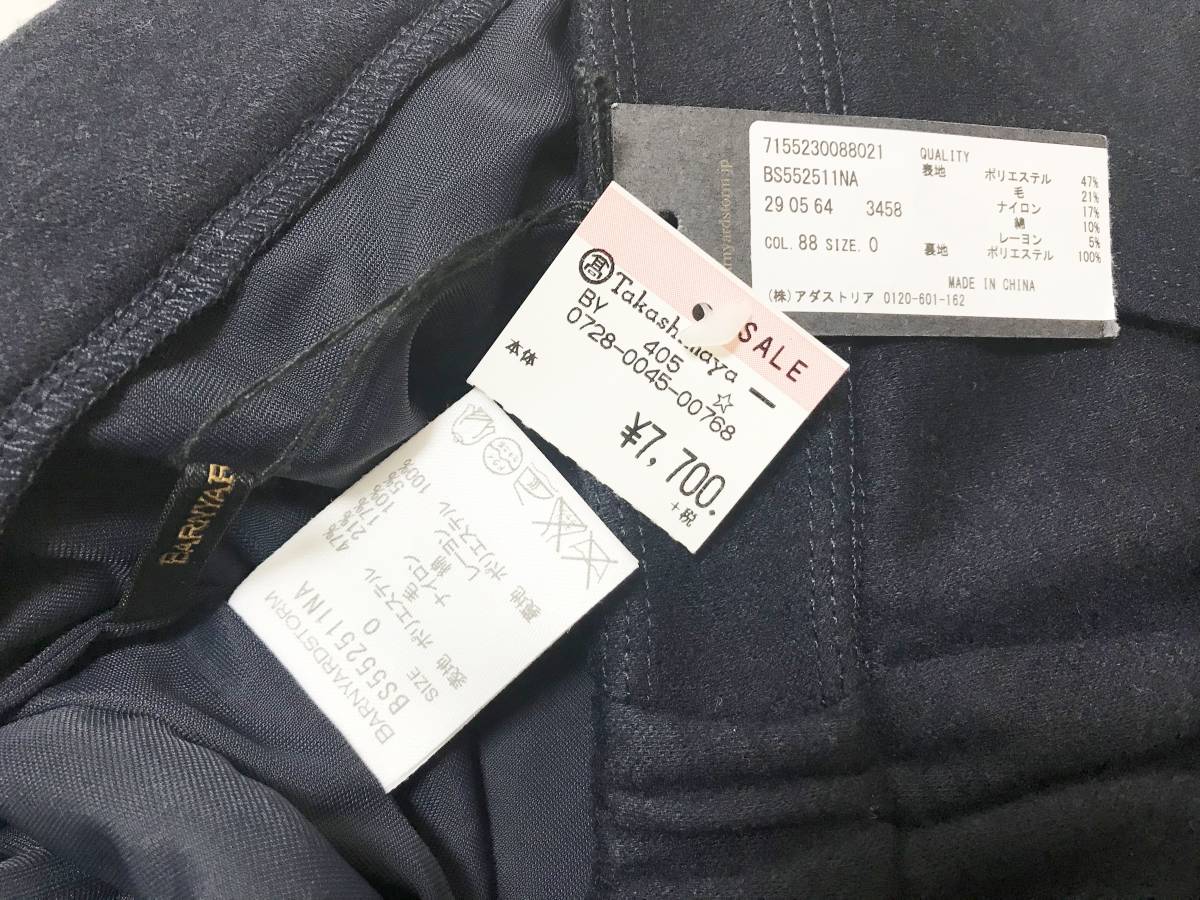 7155230088021
BS552511NA
29 05 64 3458
COL. 88 SIZE. 0
QUALITY
表地 ポリエステル 47%
毛 21%
ナイロン 17%
綿 10%
レーヨン 5%
裏地 ポリエステル 100%
MADE IN CHINA
(株)アダストリア 0120-601-162
myardstorm.jp
SALE
髙 Takashimaya
BY 405 ☆
0728-0045-00768
本体
¥7,700.
+税
BARNYAR
BARNYARDSTORM
BS552511NA
SIZE 0
表地 ポリエステル 47%
毛 21%
ナイロン 17%
綿 10%
レーヨン 5%
裏地 ポリエステル 100%